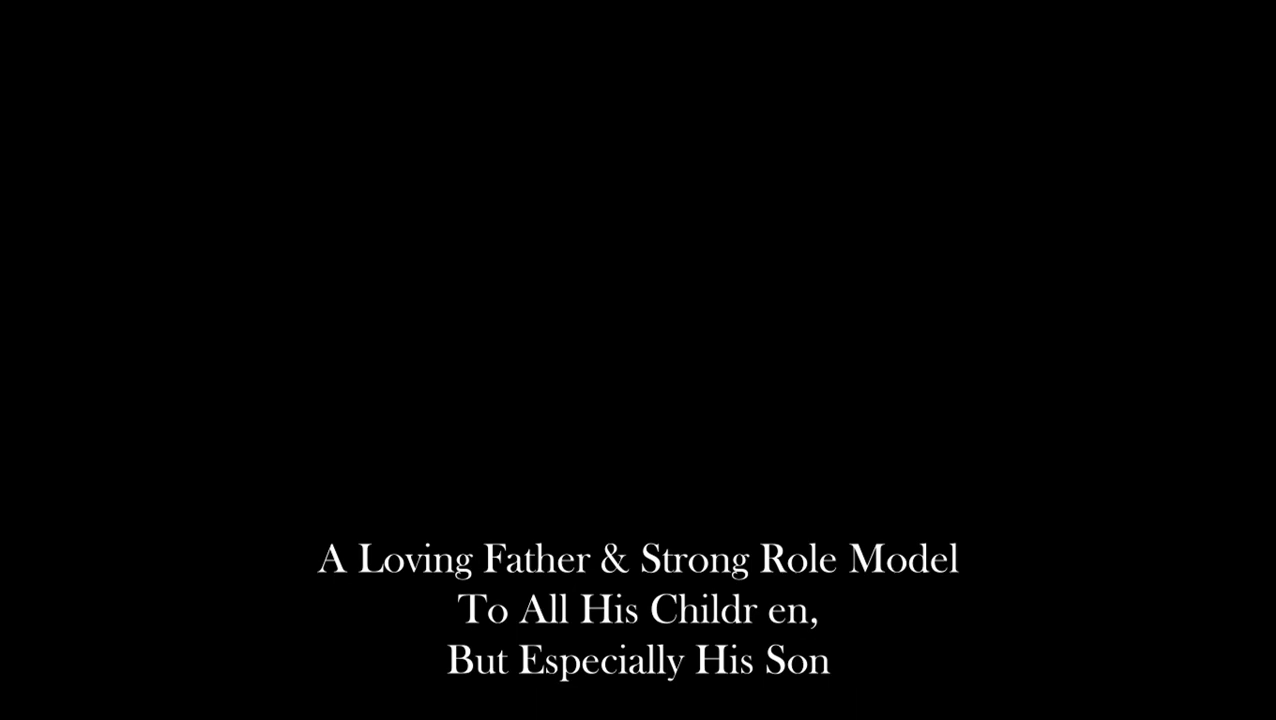 A Loving Father & Strong Role Model
To All His Childr en,
But Especially His Son